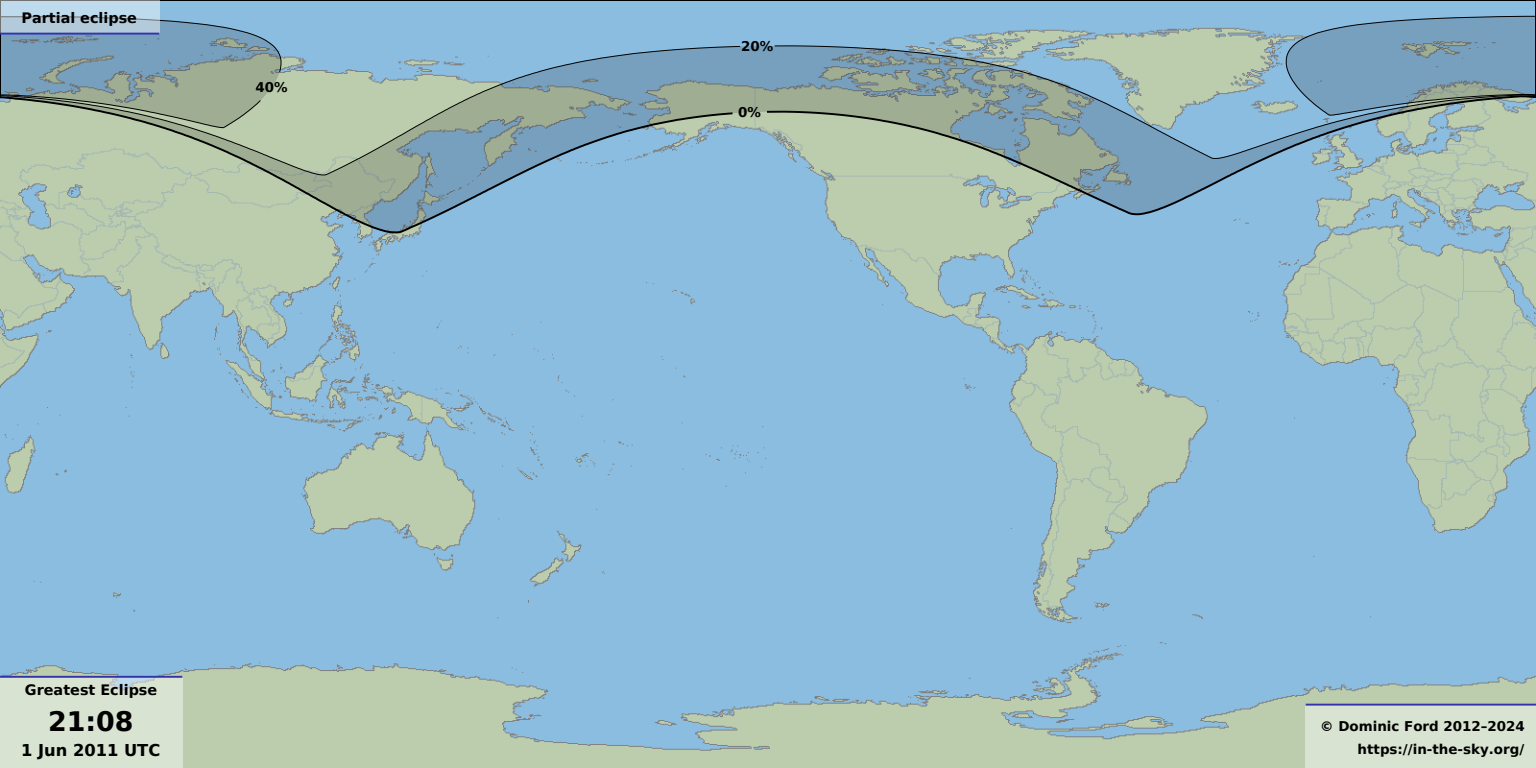 Partial eclipse
20%
40%
0%
Greatest Eclipse
21:08
1 Jun 2011 UTC
© Dominic Ford 2012–2024
https://in-the-sky.org/